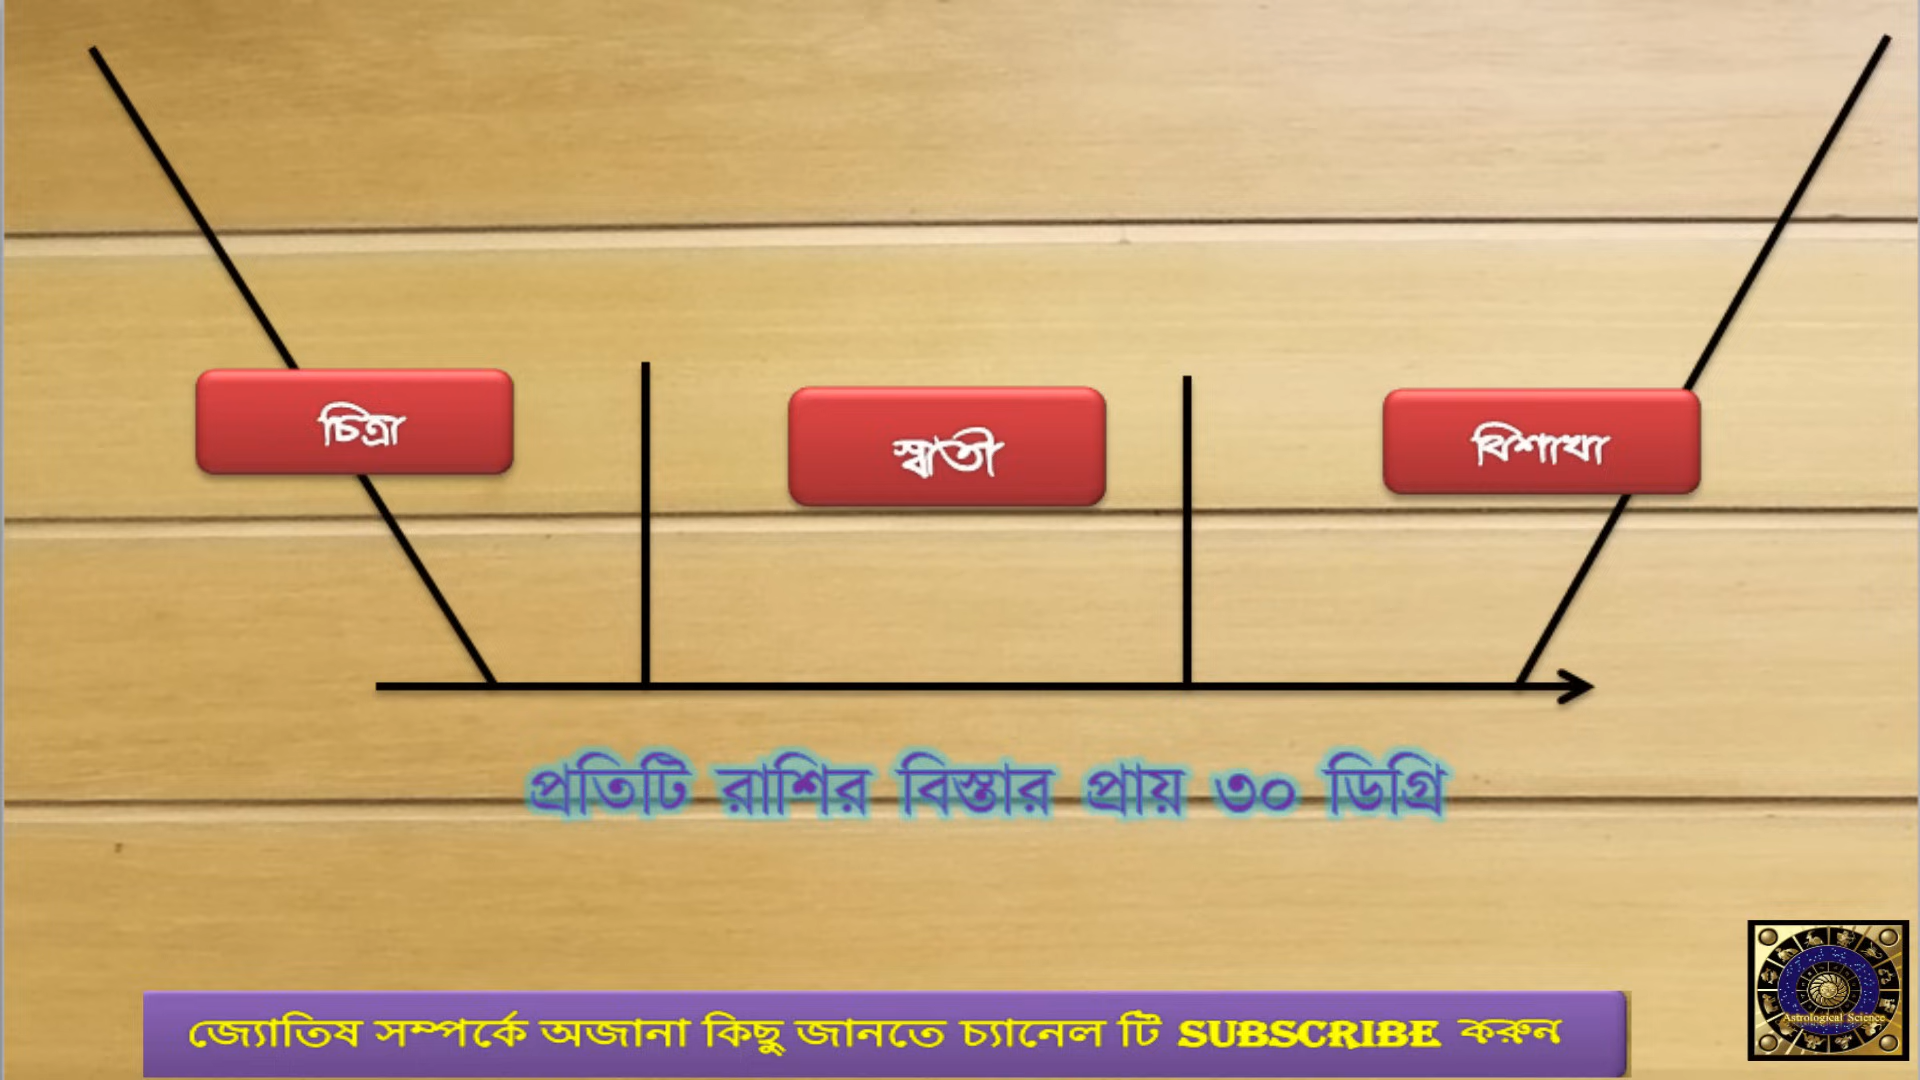 চিত্রা
স্বাতী
বিশাখা
প্রতিটি রাশির বিস্তার প্রায় ৩০ ডিগ্রি
জ্যোতিষ সম্পর্কে অজানা কিছু জানতে চ্যানেল টি SUBSCRIBE করুন
Astrological Science